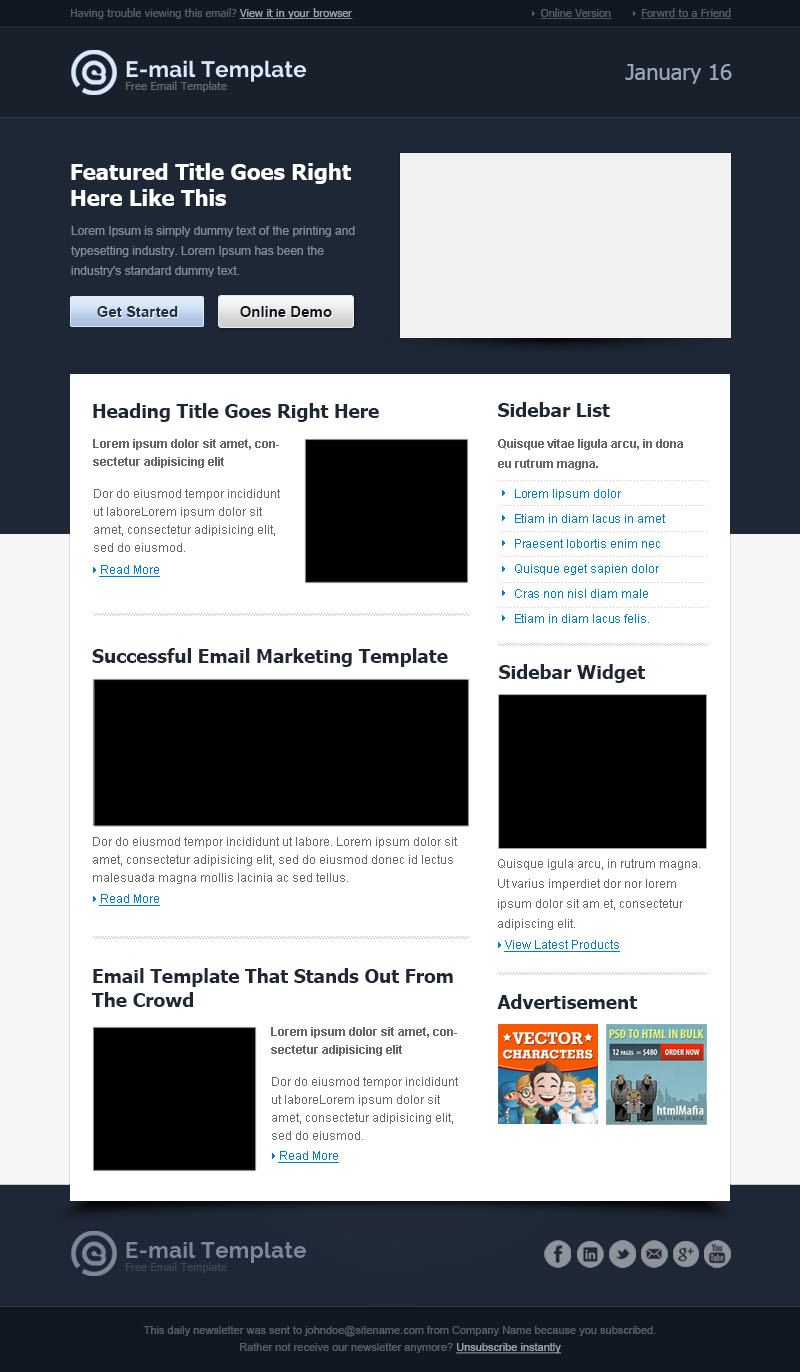 Having trouble viewing this email? View it in your browser
Online Version
Forwrd to a Friend
E-mail Template
Free Email Template
January 16
Featured Title Goes Right
Here Like This
Lorem Ipsum is simply dummy text of the printing and
typesetting industry. Lorem Ipsum has been the
industry's standard dummy text.
Get Started
Online Demo
Heading Title Goes Right Here
Lorem ipsum dolor sit amet, con-
sectetur adipisicing elit
Dor do eiusmod tempor incididunt
ut laboreLorem ipsum dolor sit
amet, consectetur adipisicing elit,
sed do eiusmod.
Read More
Successful Email Marketing Template
Dor do eiusmod tempor incididunt ut labore. Lorem ipsum dolor sit
amet, consectetur adipisicing elit, sed do eiusmod donec id lectus
malesuada magna mollis lacinia ac sed tellus.
Read More
Email Template That Stands Out From
The Crowd
Lorem ipsum dolor sit amet, con-
sectetur adipisicing elit
Dor do eiusmod tempor incididunt
ut laboreLorem ipsum dolor sit
amet, consectetur adipisicing elit,
sed do eiusmod.
Read More
Sidebar List
Quisque vitae ligula arcu, in dona
eu rutrum magna.
Lorem lipsum dolor
Etiam in diam lacus in amet
Praesent lobortis enim nec
Quisque eget sapien dolor
Cras non nisl diam male
Etiam in diam lacus felis.
Sidebar Widget
Quisque igula arcu, in rutrum magna.
Ut varius imperdiet dor nor lorem
ipsum dolor sit am et, consectetur
adipiscing elit.
View Latest Products
Advertisement
VECTOR
CHARACTERS
PSD TO HTML IN BULK
12 PAGES = $480 ORDER NOW
htmlMafia
PSD TO HTML IN BULK
E-mail Template
Free Email Template
f
in
g+
You
Tube
This daily newsletter was sent to johndoe@sitename.com from Company Name because you subscribed.
Rather not receive our newsletter anymore? Unsubscribe instantly